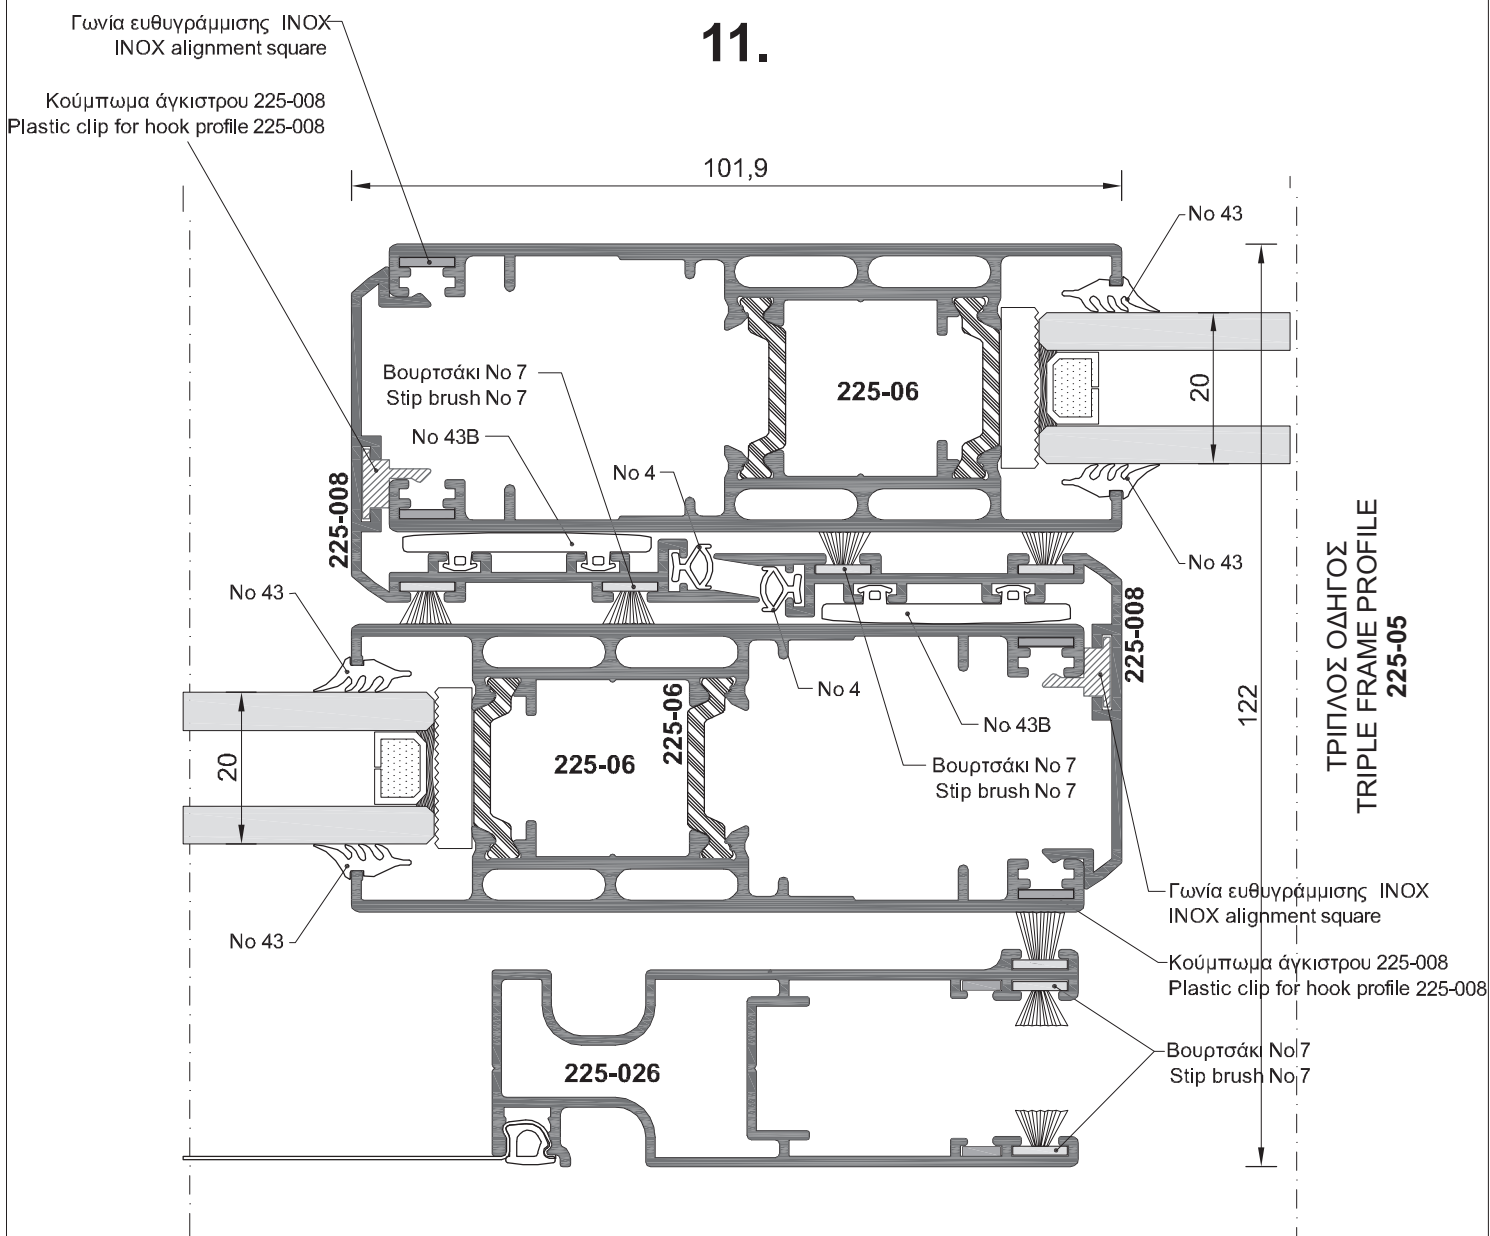 11.
Γωνία ευθυγράμμισης INOX
INOX alignment square
Κούμπωμα άγκιστρου 225-008
Plastic clip for hook profile 225-008
101,9
No 43
Βουρτσάκι No 7
Stip brush No 7
No 43B
No 4
225-06
20
225-008
No 43
No 43
225-008
ΤΡΙΠΛΟΣ ΟΔΗΓΟΣ
TRIPLE FRAME PROFILE
225-05
No 4
No 43B
122
20
225-06
225-06
Βουρτσάκι No 7
Stip brush No 7
No 43
Γωνία ευθυγράμμισης INOX
INOX alignment square
Κούμπωμα άγκιστρου 225-008
Plastic clip for hook profile 225-008
225-026
Βουρτσάκι No 7
Stip brush No 7